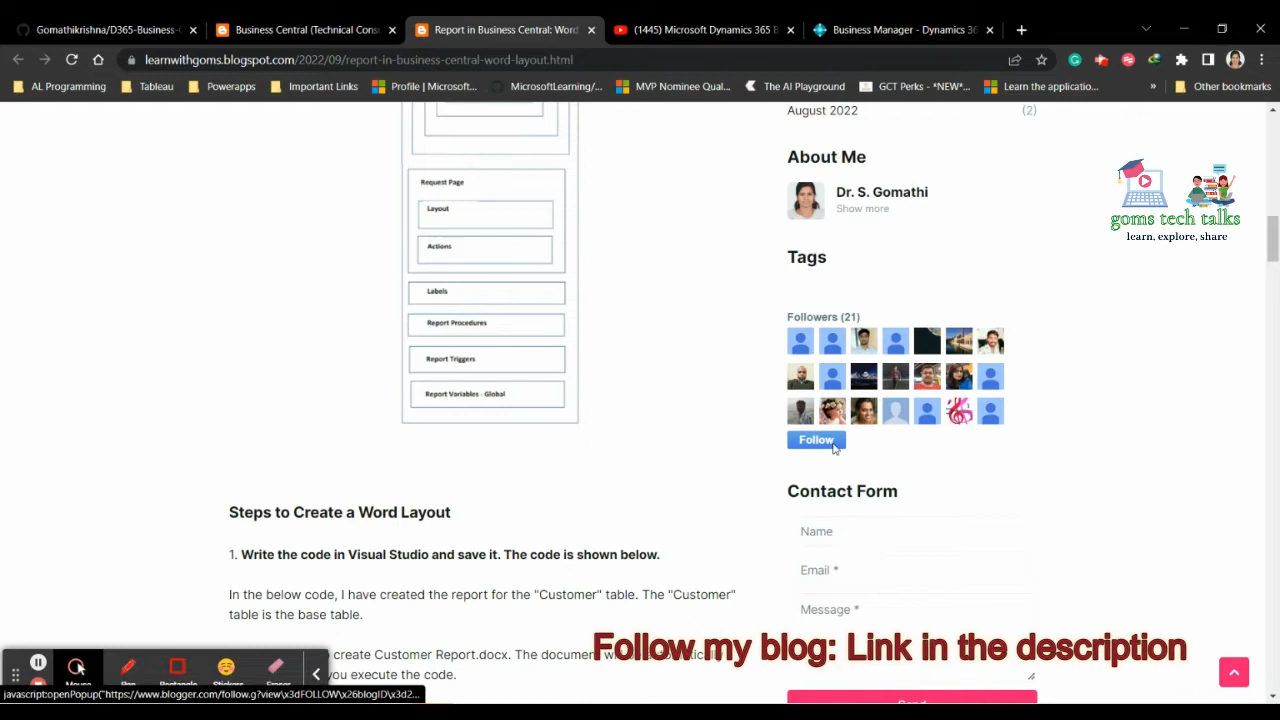 Gomathikrishna/D365-Business-
Business Central (Technical Cons
Report in Business Central: Word
(1445) Microsoft Dynamics 365 B
Business Manager - Dynamics 36
learnwithgoms.blogspot.com/2022/09/report-in-business-central-word-layout.html
AI Programming
Tableau
Powerapps
Important Links
Profile | Microsoft...
MicrosoftLearning/...
MVP Nominee Qual...
The AI Playground
GCT Perks - *NEW*...
Learn the applicatio...
»
Other bookmarks
August 2022 (2)
About Me
Dr. S. Gomathi
Show more
goms tech talks
learn, explore, share
Request Page
Layout
Actions
Labels
Report Procedures
Report Triggers
Report Variables - Global
Tags
Followers (21)
Follow
Contact Form
Name
Email *
Message *
Steps to Create a Word Layout
1. Write the code in Visual Studio and save it. The code is shown below.
In the below code, I have created the report for the "Customer" table. The "Customer"
table is the base table.
create Customer Report.docx. The document w
you execute the code.
Follow my blog: Link in the description
Mouse
Pen
Rectangle
Stickers
Eraser
javascript:openPopup("https://www.blogger.com/follow.g?view\x3dFOLLOW\x26blogID\x3d2...